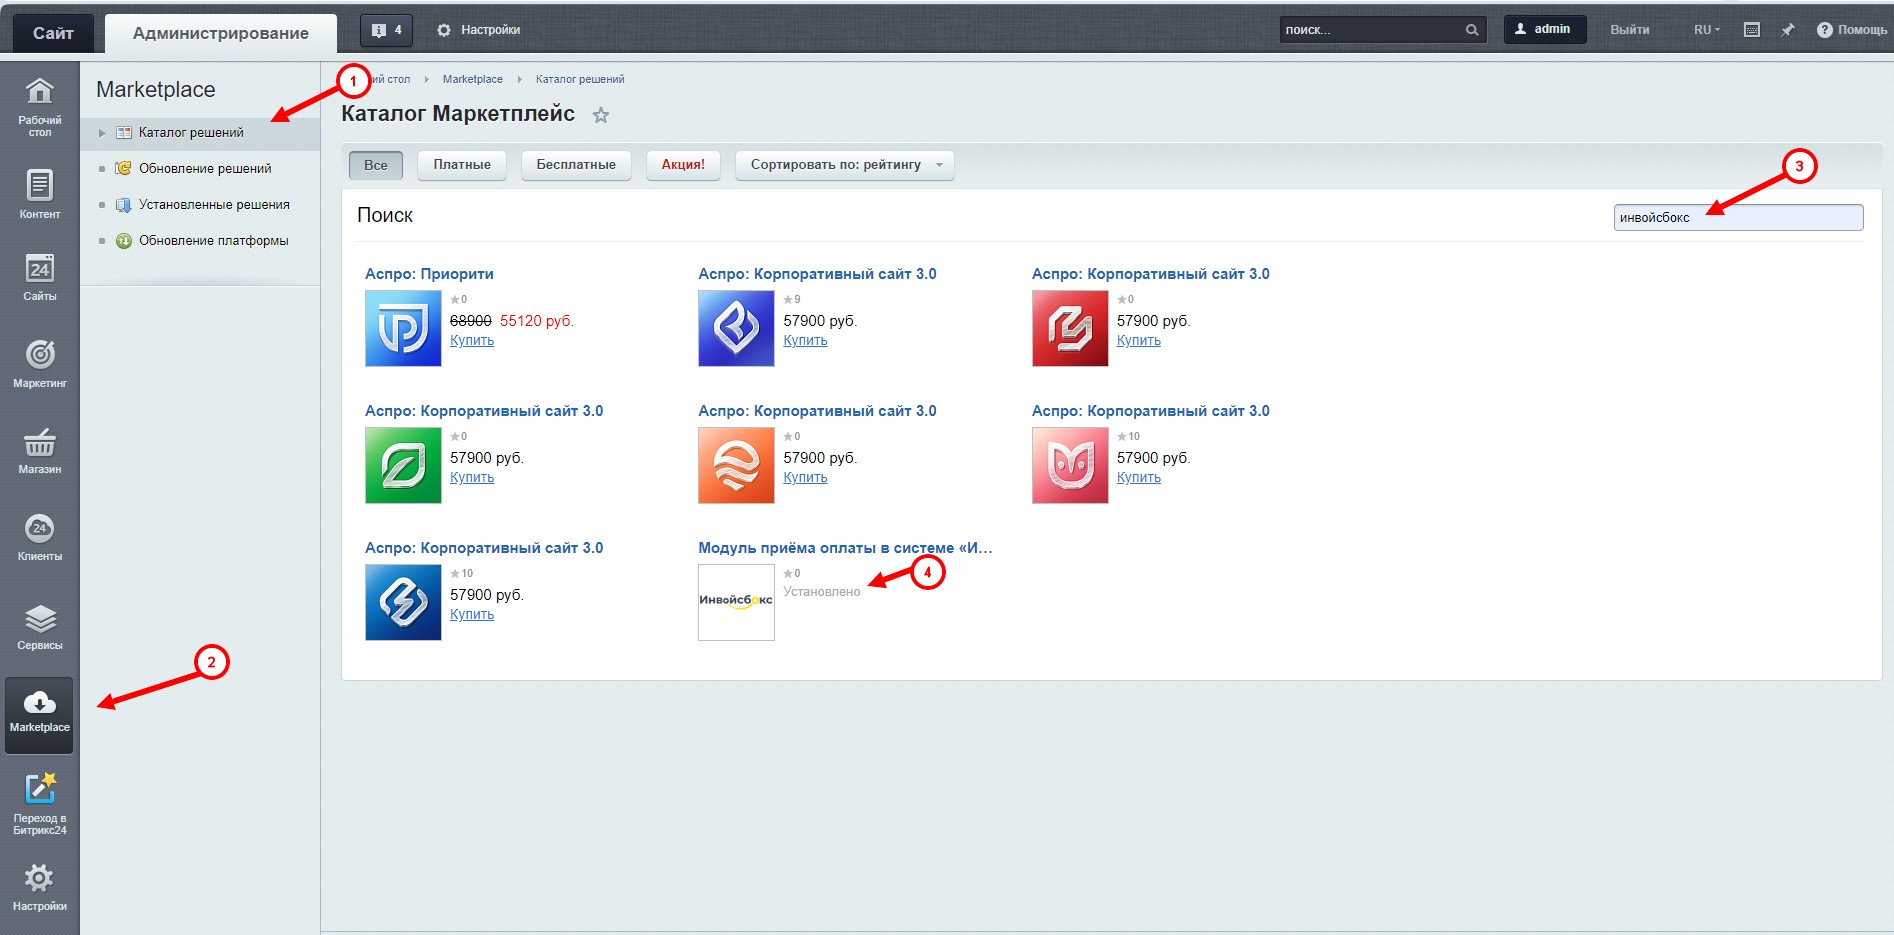 Сайт
Администрирование
4
Настройки
поиск...
admin
Выйти
RU
Помощь
Рабочий
стол
Контент
24
Сайты
Маркетинг
Магазин
24
Клиенты
Сервисы
Marketplace
Переход в
Битрикс24
Настройки
Marketplace
Каталог решений
Обновление решений
Установленные решения
Обновление платформы
1
2
ий стол
Marketplace
Каталог решений
Каталог Маркетплейс
Все
Платные
Бесплатные
Акция!
Сортировать по: рейтингу
3
Поиск
инвойсбокс
Аспро: Приорити
0
68900 55120 руб.
Купить
Аспро: Корпоративный сайт 3.0
9
57900 руб.
Купить
Аспро: Корпоративный сайт 3.0
0
57900 руб.
Купить
Аспро: Корпоративный сайт 3.0
0
57900 руб.
Купить
Аспро: Корпоративный сайт 3.0
0
57900 руб.
Купить
Аспро: Корпоративный сайт 3.0
10
57900 руб.
Купить
Аспро: Корпоративный сайт 3.0
10
57900 руб.
Купить
Модуль приёма оплаты в системе «И...
Инвойсбокс
0
Установлено
4